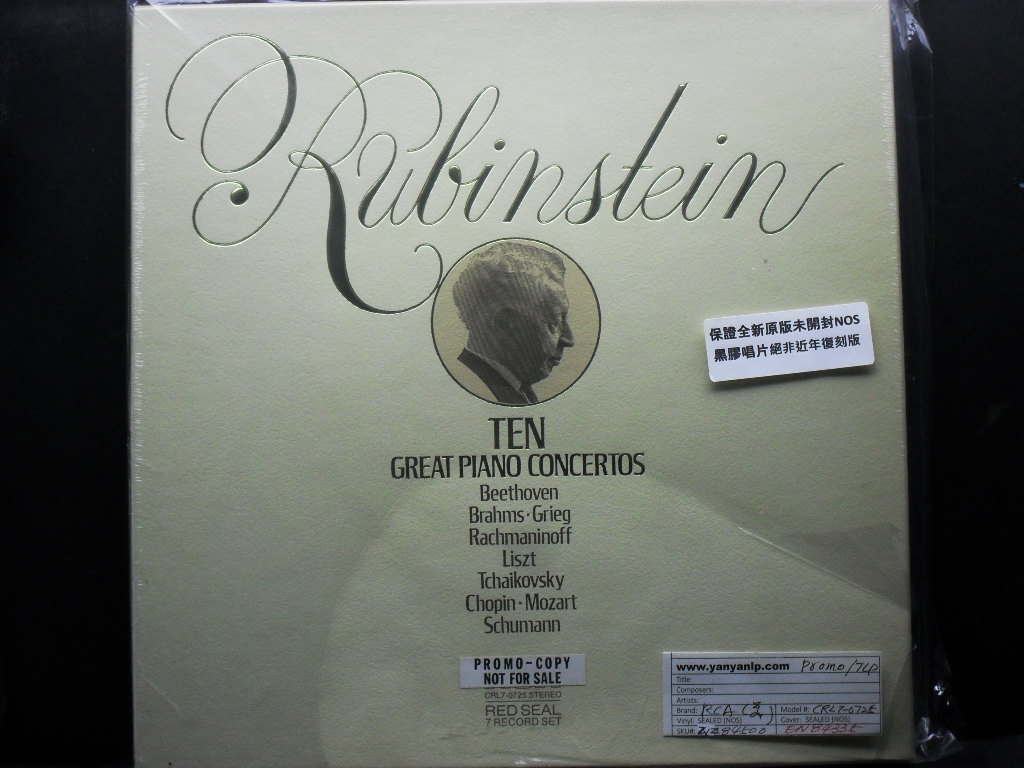 Rubinstein
TEN
GREAT PIANO CONCERTOS
Beethoven
Brahms · Grieg
Rachmaninoff
Liszt
Tchaikovsky
Chopin · Mozart
Schumann
保證全新原版未開封NOS
黑膠唱片絕非近年復刻版
PROMO-COPY
NOT FOR SALE
CRL7-0725 STEREO
RED SEAL
7 RECORD SET
www.yanyanlp.com Promo/7LP
Title:
Composers:
Artists:
Brand: RCA Model #: CRL7-0725
Vinyl: SEALED (NOS) Cover: SEALED (NOS)
SKU#: